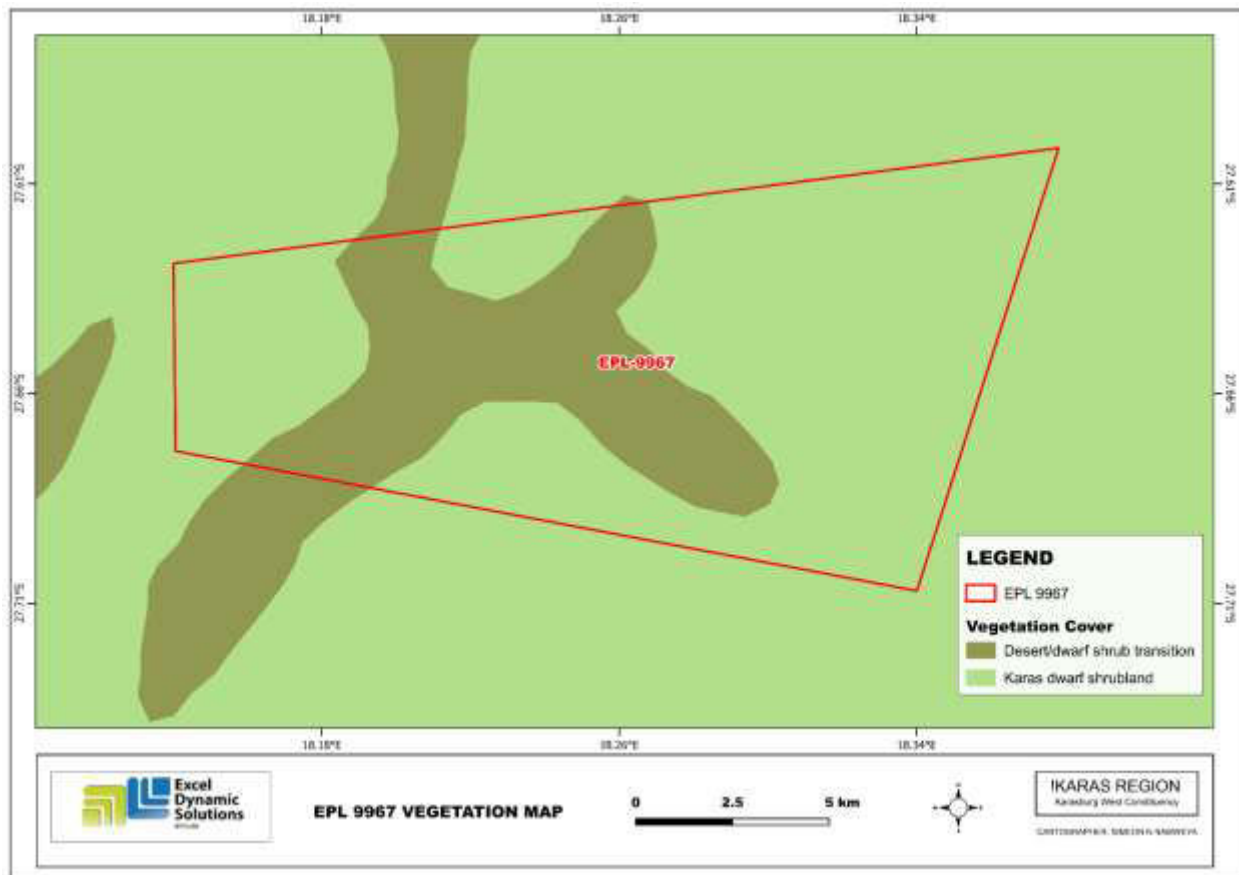 18.18°E 18.26°E 18.34°E
27.61°S 27.61°S
EPL-9967
27.66°S 27.66°S
27.71°S 27.71°S
LEGEND
EPL 9967
Vegetation Cover
Desert/dwarf shrub transition
Karas dwarf shrubland
18.18°E 18.26°E 18.34°E
Excel
Dynamic
Solutions
EPL 9967 VEGETATION MAP
0 2.5 5 km
!KARAS REGION
Karasburg West Constituency
CARTOGRAPHER: SIMEON N.